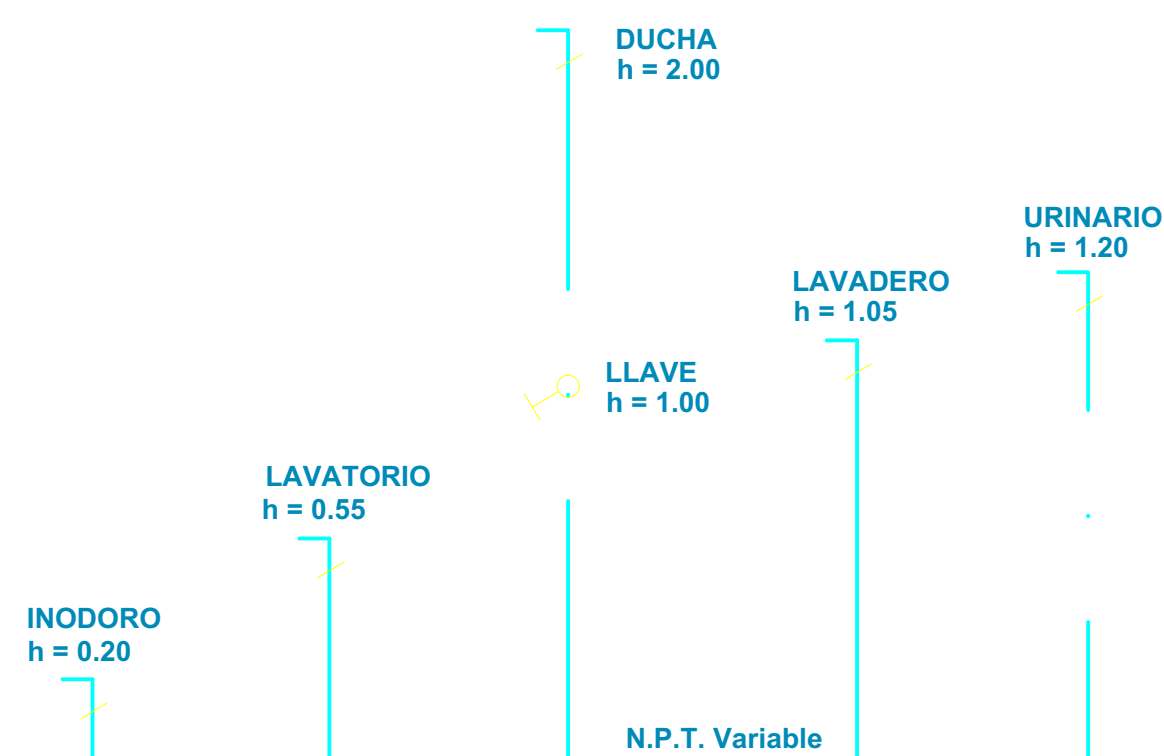 DUCHA
h = 2.00
URINARIO
h = 1.20
LAVADERO
h = 1.05
LLAVE
h = 1.00
LAVATORIO
h = 0.55
INODORO
h = 0.20
N.P.T. Variable